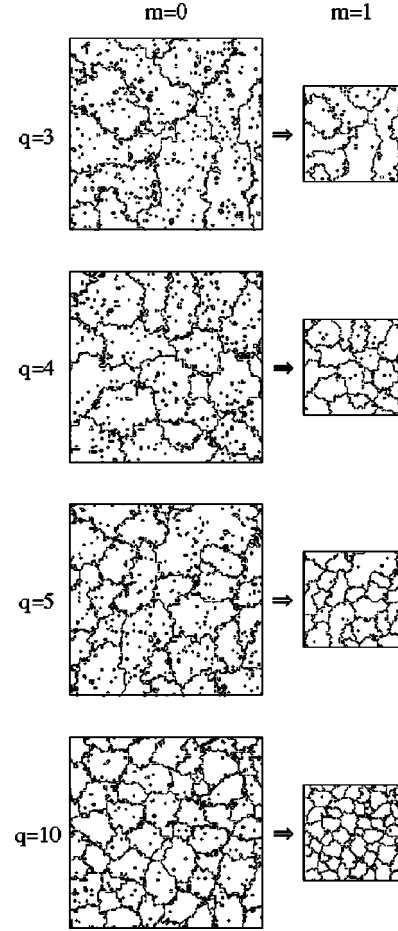 m=0 m=1
q=3 ⇒
q=4 ⇒
q=5 ⇒
q=10 ⇒